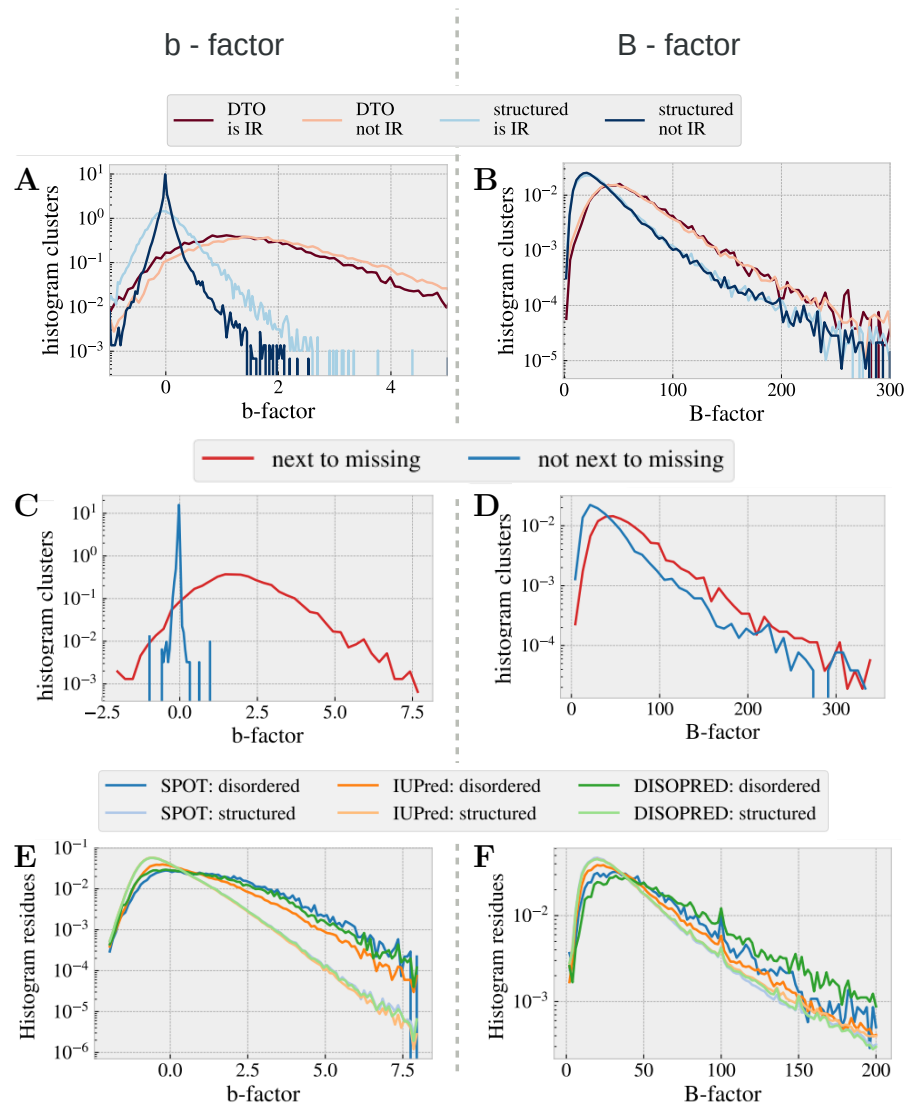 b - factor
B - factor
DTO
is IR
DTO
not IR
structured
is IR
structured
not IR
A
histogram clusters
10^1
10^0
10^−1
10^−2
10^−3
0
2
4
b-factor
B
histogram clusters
10^−2
10^−3
10^−4
10^−5
0
100
200
300
B-factor
next to missing
not next to missing
C
histogram clusters
10^1
10^0
10^−1
10^−2
10^−3
−2.5
0.0
2.5
5.0
7.5
b-factor
D
histogram clusters
10^−2
10^−3
10^−4
0
100
200
300
B-factor
SPOT: disordered
IUPred: disordered
DISOPRED: disordered
SPOT: structured
IUPred: structured
DISOPRED: structured
E
Histogram residues
10^−1
10^−2
10^−3
10^−4
10^−5
10^−6
0.0
2.5
5.0
7.5
b-factor
F
Histogram residues
10^−2
10^−3
0
50
100
150
200
B-factor